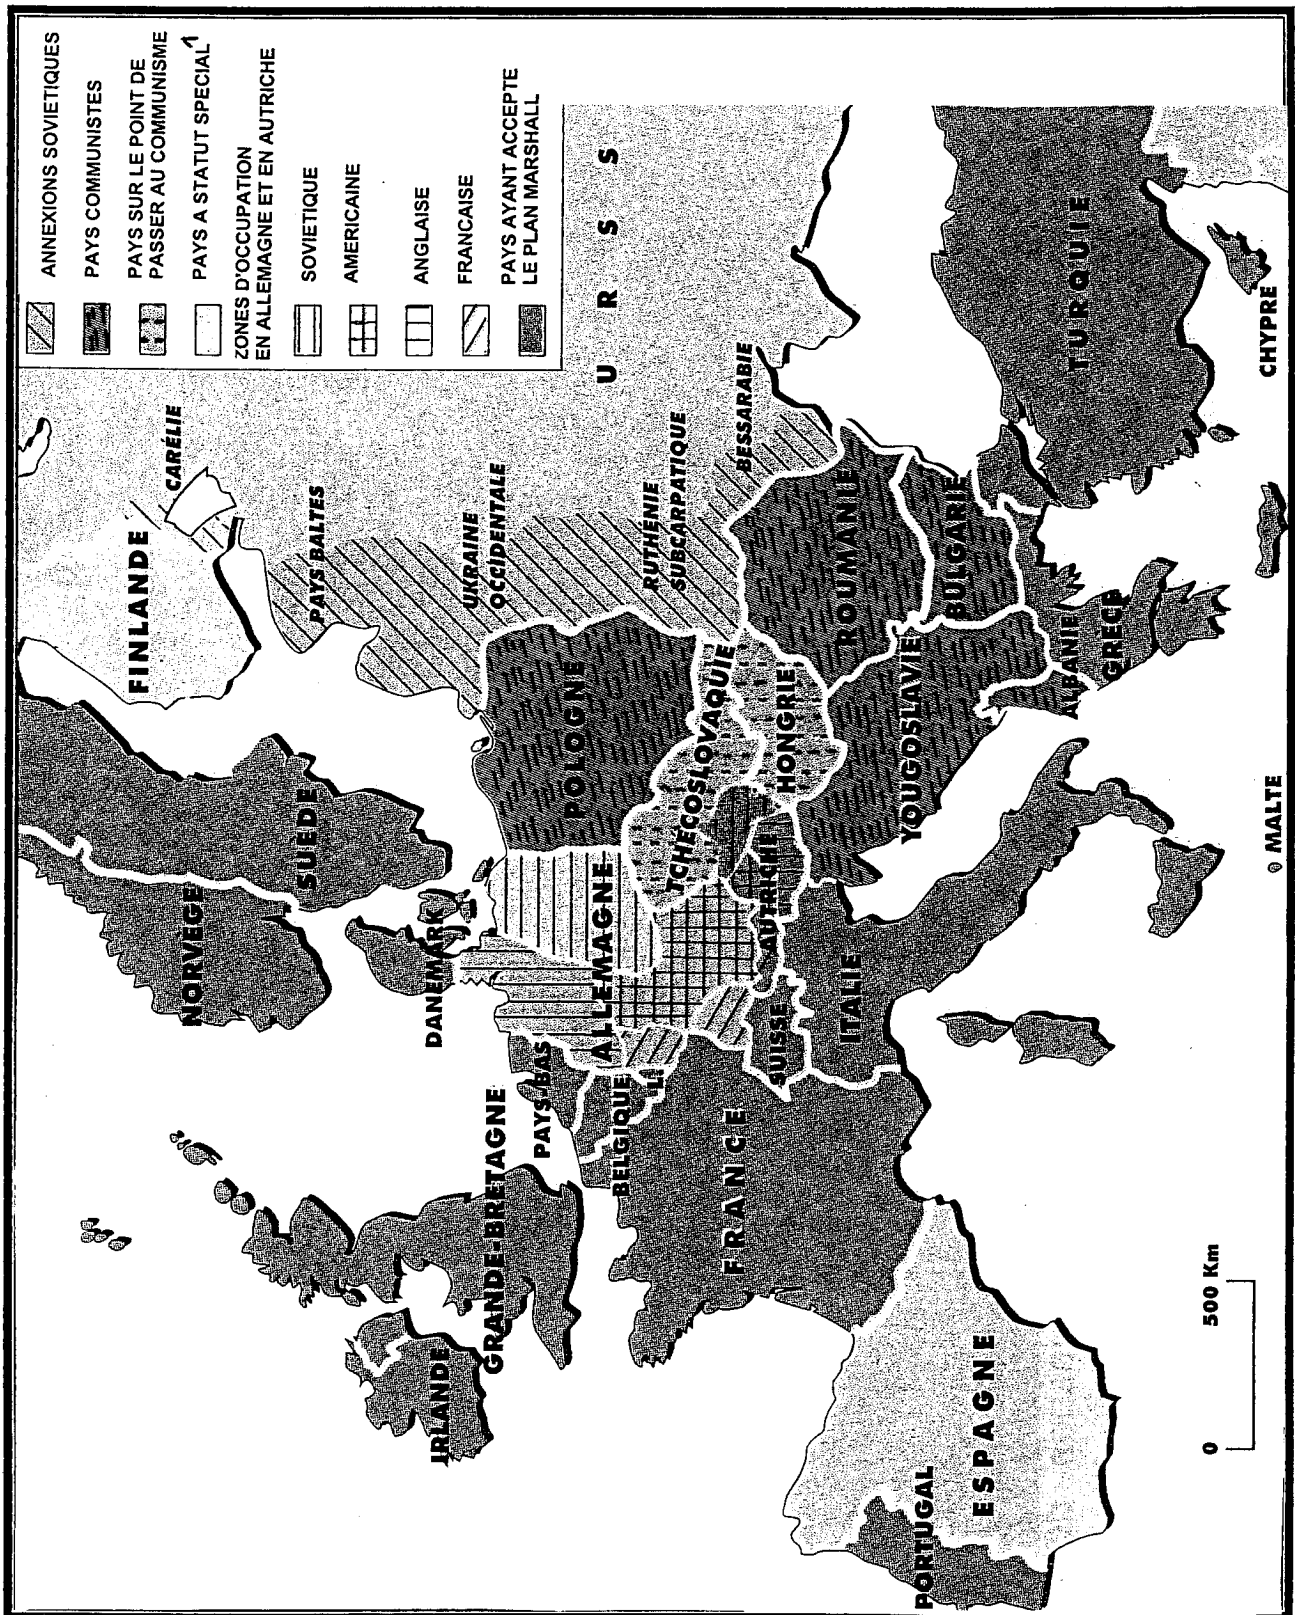 ANNEXIONS SOVIETIQUES
PAYS COMMUNISTES
PAYS SUR LE POINT DE
PASSER AU COMMUNISME
PAYS A STATUT SPECIAL 1
ZONES D'OCCUPATION
EN ALLEMAGNE ET EN AUTRICHE
SOVIETIQUE
AMERICAINE
ANGLAISE
FRANCAISE
PAYS AYANT ACCEPTE
LE PLAN MARSHALL
FINLANDE
CARÉLIE
NORVEGE
SUEDE
PAYS BALTES
DANEMARK
IRLANDE
GRANDE-BRETAGNE
UKRAINE
OCCIDENTALE
PAYS-BAS
ALLEMAGNE
POLOGNE
URSS
BELGIQUE
L.
RUTHÉNIE
SUBCARPATIQUE
TCHECOSLOVAQUIE
BESSARABIE
FRANCE
SUISSE
AUTRICHE
HONGRIE
ITALIE
ROUMANIE
YOUGOSLAVIE
BULGARIE
PORTUGAL
ESPAGNE
ALBANIE
GRECE
TURQUIE
0 500 Km
MALTE
CHYPRE